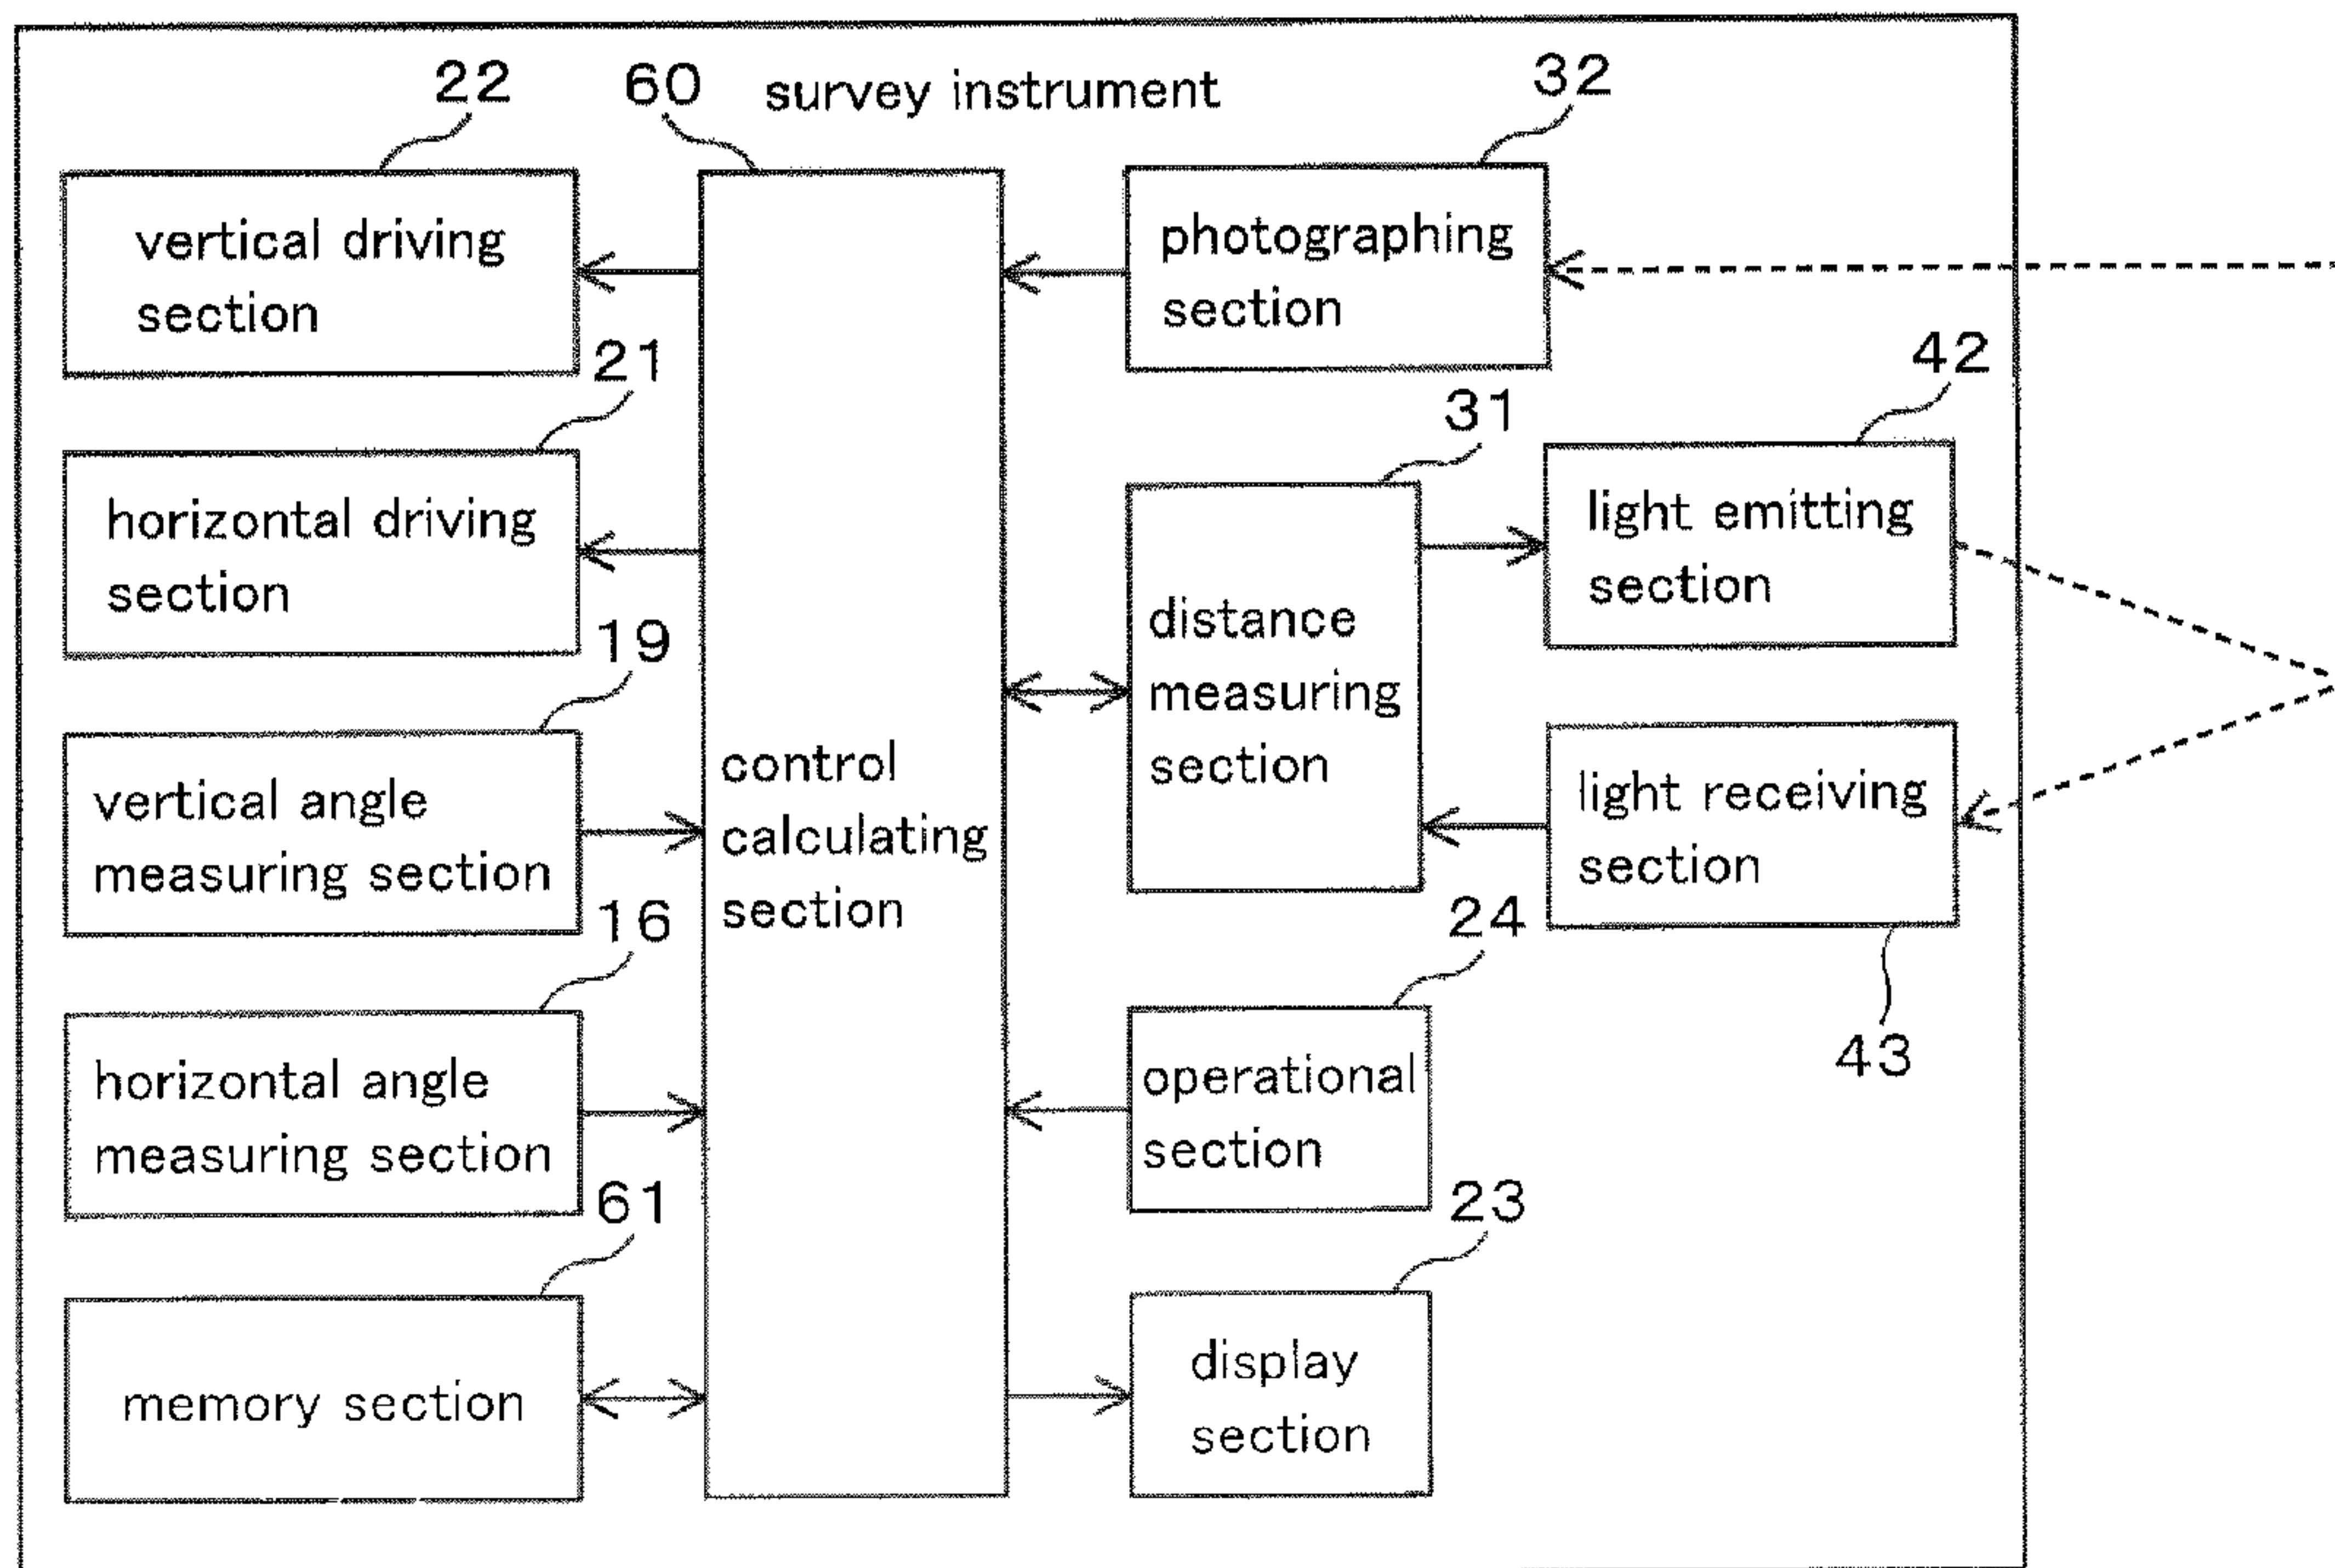 survey instrument
22
60
32
vertical driving
section
photographing
section
21
42
31
horizontal driving
section
light emitting
section
19
distance
measuring
section
vertical angle
measuring section
control
calculating
section
light receiving
section
16
24
43
horizontal angle
measuring section
operational
section
61
23
memory section
display
section